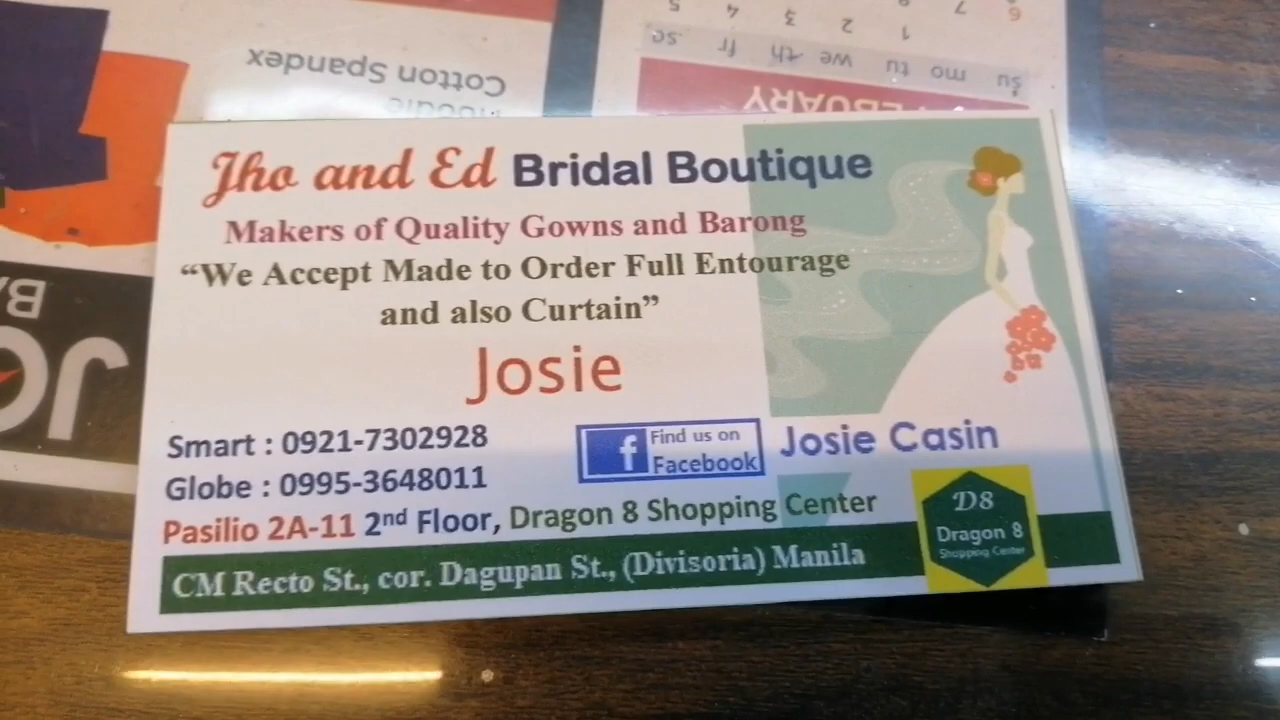 Cotton Spandex
su mo tu we th fr sa
1 2 3 4 5
6 7
Jho and Ed Bridal Boutique
Makers of Quality Gowns and Barong
“We Accept Made to Order Full Entourage
and also Curtain”
Josie
Smart : 0921-7302928
Globe : 0995-3648011
f Find us on
Facebook
Josie Casin
Pasilio 2A-11 2nd Floor, Dragon 8 Shopping Center
CM Recto St., cor. Dagupan St., (Divisoria) Manila
D8
Dragon 8
Shopping Center